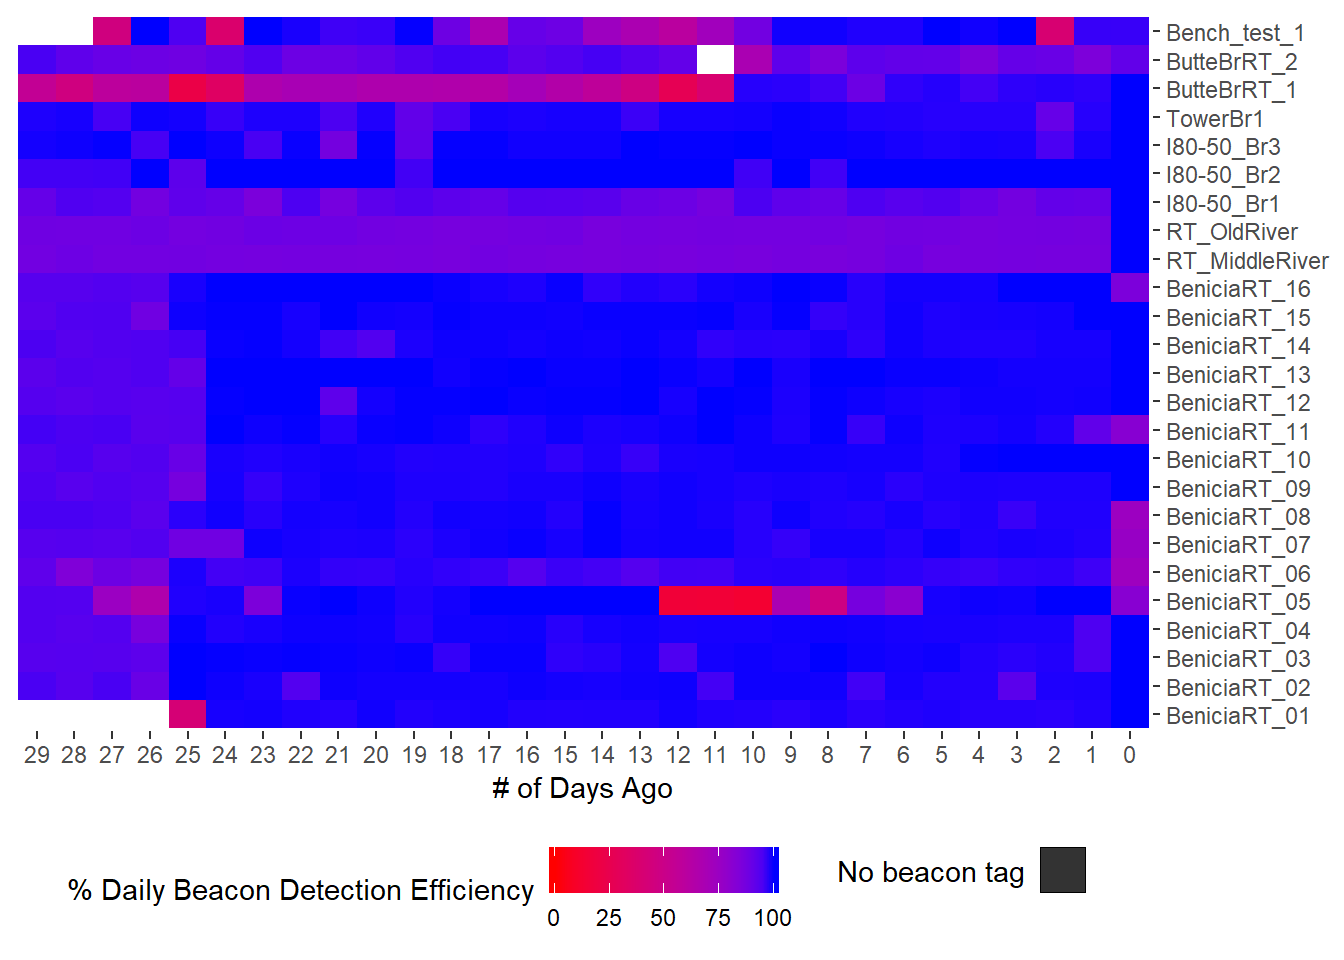 Bench_test_1
ButteBrRT_2
ButteBrRT_1
TowerBr1
I80-50_Br3
I80-50_Br2
I80-50_Br1
RT_OldRiver
RT_MiddleRiver
BeniciaRT_16
BeniciaRT_15
BeniciaRT_14
BeniciaRT_13
BeniciaRT_12
BeniciaRT_11
BeniciaRT_10
BeniciaRT_09
BeniciaRT_08
BeniciaRT_07
BeniciaRT_06
BeniciaRT_05
BeniciaRT_04
BeniciaRT_03
BeniciaRT_02
BeniciaRT_01
29 28 27 26 25 24 23 22 21 20 19 18 17 16 15 14 13 12 11 10 9 8 7 6 5 4 3 2 1 0
# of Days Ago
% Daily Beacon Detection Efficiency
0 25 50 75 100
No beacon tag